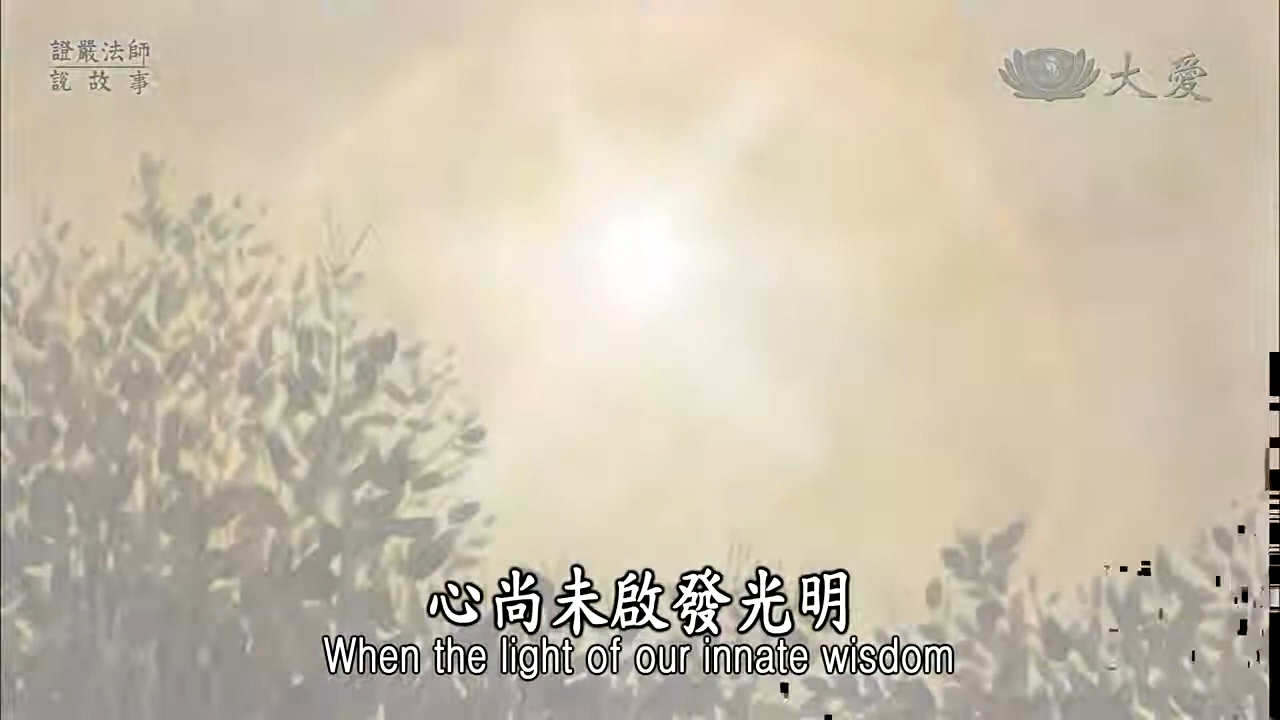 證嚴法師
說故事
大愛
心尚未啟發光明
When the light of our innate wisdom